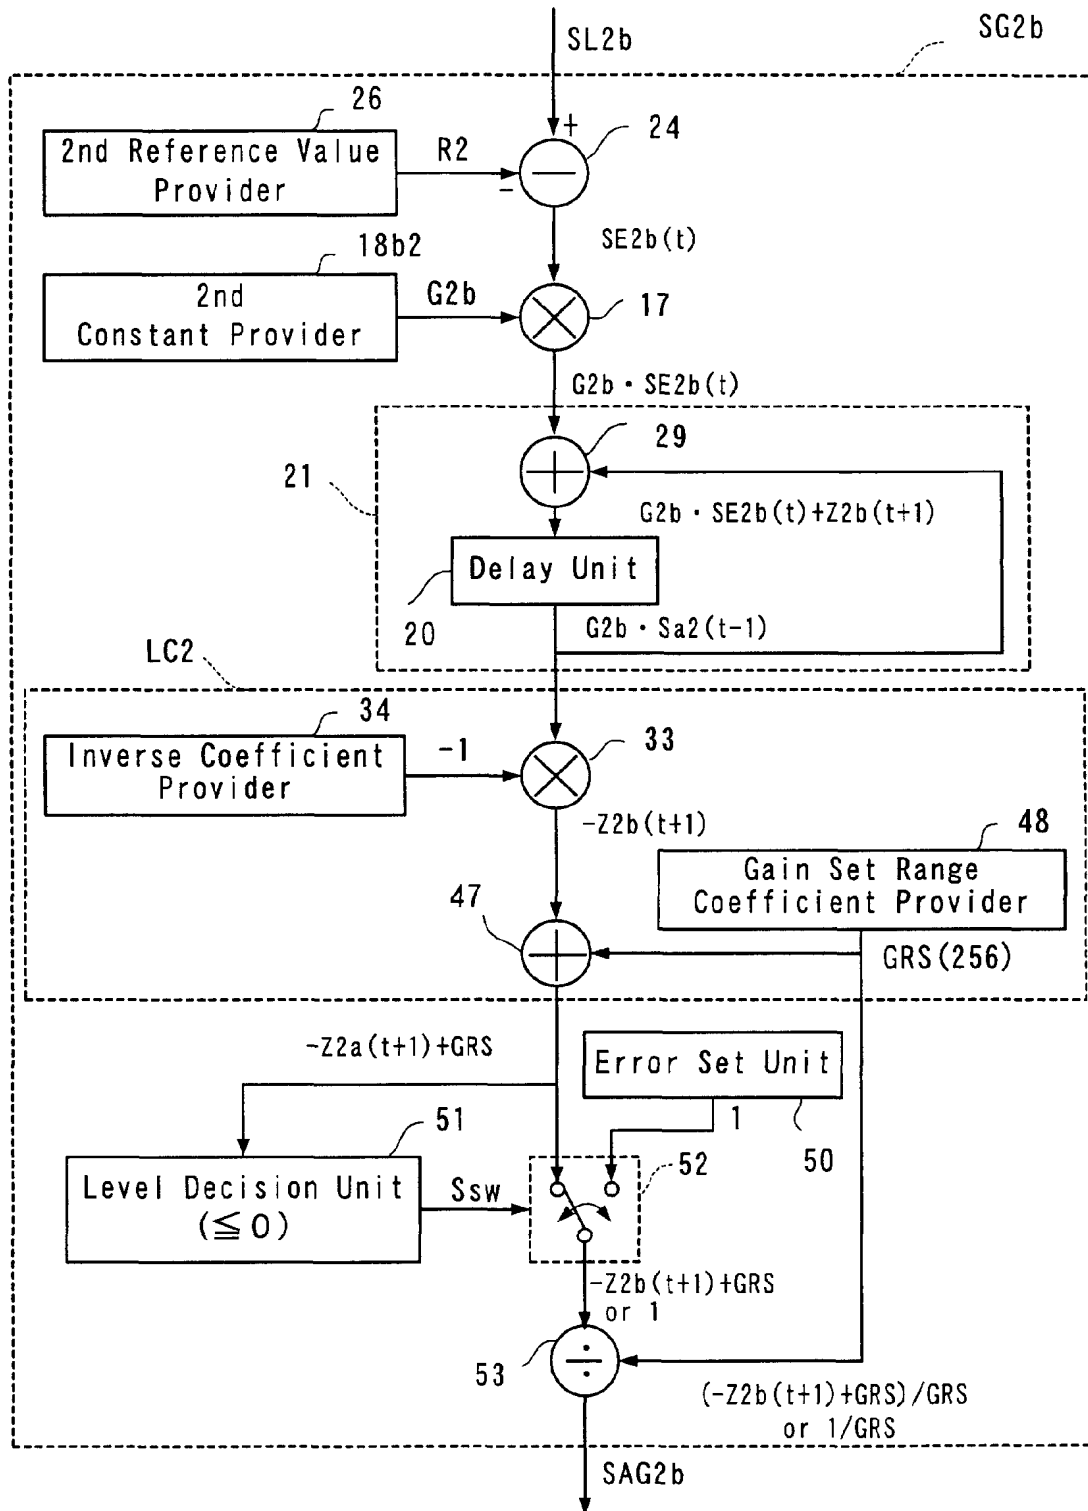 SL2b
SG2b
26
2nd Reference Value
Provider
R2
+
-
24
SE2b(t)
18b2
2nd
Constant Provider
G2b
17
G2b・SE2b(t)
21
29
G2b・SE2b(t)+Z2b(t+1)
Delay Unit
20
G2b・Sa2(t-1)
LC2
34
Inverse Coefficient
Provider
-1
33
-Z2b(t+1)
48
Gain Set Range
Coefficient Provider
47
GRS(256)
-Z2a(t+1)+GRS
Error Set Unit
1
50
51
Level Decision Unit
(≦0)
Ssw
52
-Z2b(t+1)+GRS
or 1
53
(-Z2b(t+1)+GRS)/GRS
or 1/GRS
SAG2b